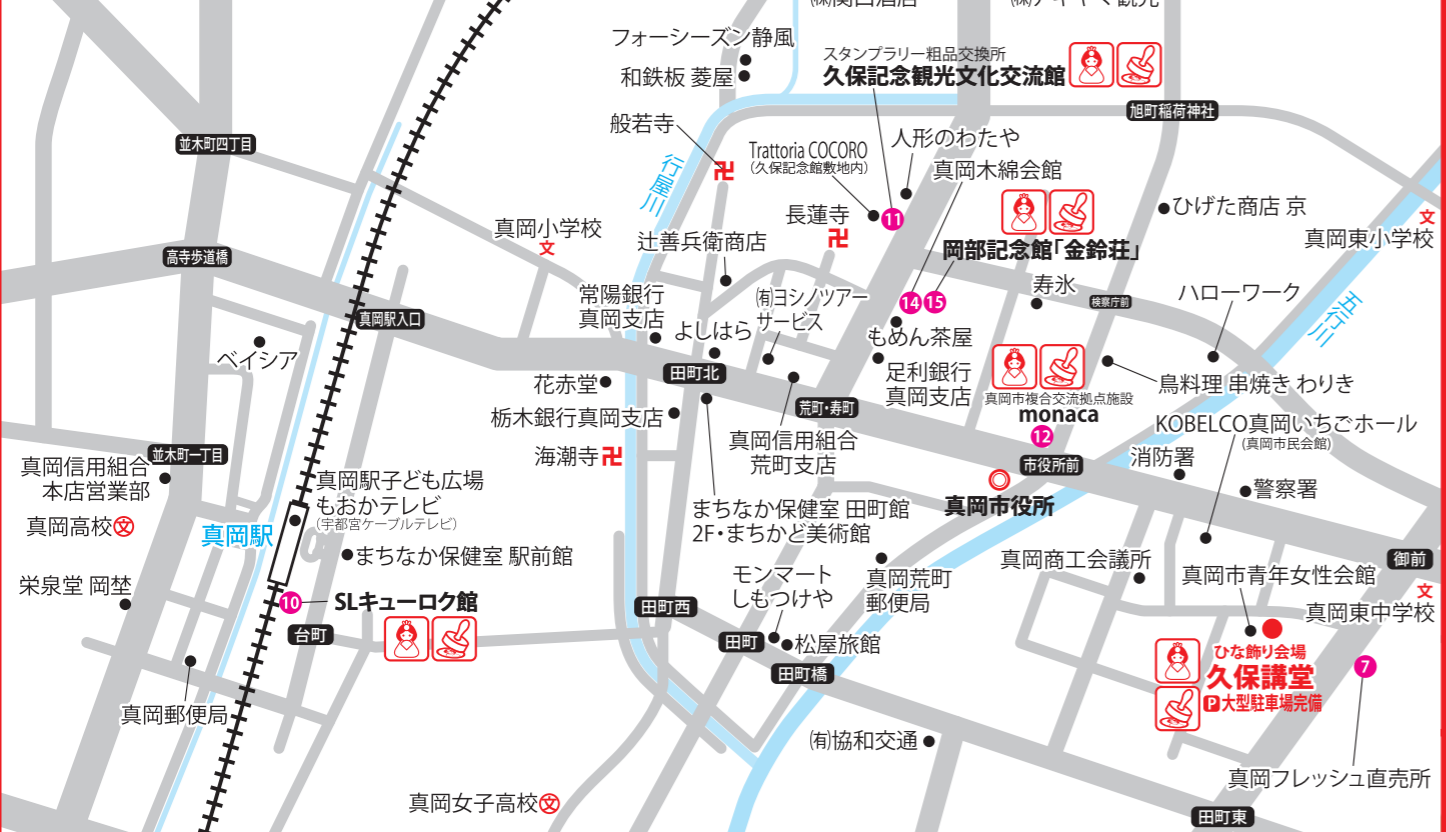 フォーシーズン静風
和鉄板 菱屋
スタンプラリー粗品交換所
久保記念観光文化交流館
旭町稲荷神社
並木町四丁目
般若寺
行屋川
Trattoria COCORO
(久保記念館敷地内)
人形のわたや
真岡木綿会館
11
長蓮寺
ひげた商店 京
文
真岡東小学校
真岡小学校
文
辻善兵衛商店
岡部記念館「金鈴荘」
高寺歩道橋
常陽銀行
真岡支店
㈲ヨシノツアー
サービス
14
15
寿氷
検察庁前
ハローワーク
五行川
真岡駅入口
よしはら
もめん茶屋
ベイシア
田町北
足利銀行
真岡支店
鳥料理 串焼き わりき
花赤堂
荒町・寿町
真岡市複合交流拠点施設
monaca
12
栃木銀行真岡支店
KOBELCO真岡いちごホール
(真岡市民会館)
並木町一丁目
真岡信用組合
本店営業部
海潮寺
真岡信用組合
荒町支店
市役所前
消防署
真岡駅子ども広場
もおかテレビ
(宇都宮ケーブルテレビ)
警察署
真岡高校
文
真岡駅
まちなか保健室 田町館
2F・まちかど美術館
真岡市役所
まちなか保健室 駅前館
真岡商工会議所
御前
栄泉堂 岡埜
モンマート
しもつけや
真岡荒町
郵便局
真岡市青年女性会館
文
真岡東中学校
10
SLキューロク館
台町
田町西
田町
松屋旅館
田町橋
ひな飾り会場
久保講堂
P大型駐車場完備
7
真岡郵便局
㈲協和交通
真岡フレッシュ直売所
真岡女子高校
文
田町東